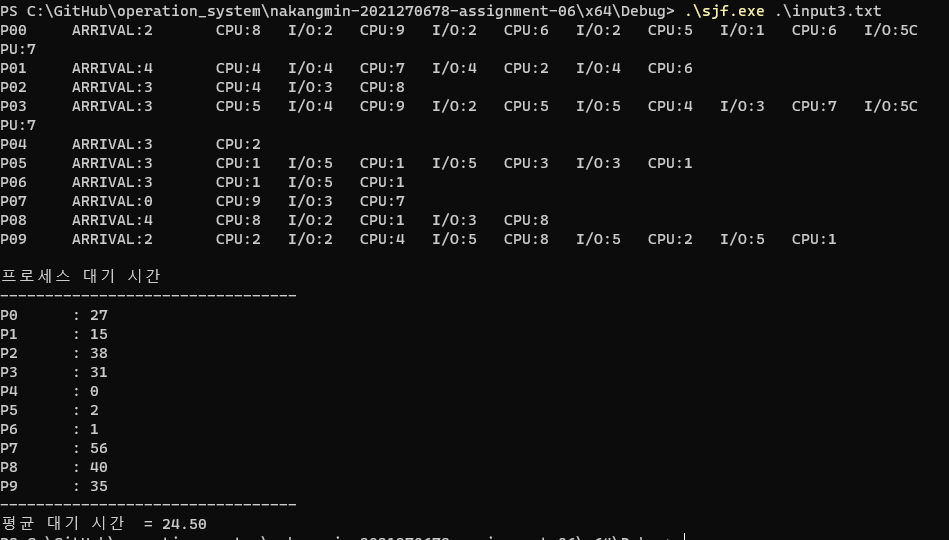 PS C:\GitHub\operation_system\nakangmin-2021270678-assignment-06\x64\Debug> .\sjf.exe .\input3.txt
P00 ARRIVAL:2 CPU:8 I/O:2 CPU:9 I/O:2 CPU:6 I/O:2 CPU:5 I/O:1 CPU:6 I/O:5C
PU:7
P01 ARRIVAL:4 CPU:4 I/O:4 CPU:7 I/O:4 CPU:2 I/O:4 CPU:6
P02 ARRIVAL:3 CPU:4 I/O:3 CPU:8
P03 ARRIVAL:3 CPU:5 I/O:4 CPU:9 I/O:2 CPU:5 I/O:5 CPU:4 I/O:3 CPU:7 I/O:5C
PU:7
P04 ARRIVAL:3 CPU:2
P05 ARRIVAL:3 CPU:1 I/O:5 CPU:1 I/O:5 CPU:3 I/O:3 CPU:1
P06 ARRIVAL:3 CPU:1 I/O:5 CPU:1
P07 ARRIVAL:0 CPU:9 I/O:3 CPU:7
P08 ARRIVAL:4 CPU:8 I/O:2 CPU:1 I/O:3 CPU:8
P09 ARRIVAL:2 CPU:2 I/O:2 CPU:4 I/O:5 CPU:8 I/O:5 CPU:2 I/O:5 CPU:1
프로세스 대기 시간
---------------------------------
P0 : 27
P1 : 15
P2 : 38
P3 : 31
P4 : 0
P5 : 2
P6 : 1
P7 : 56
P8 : 40
P9 : 35
---------------------------------
평균 대기 시간 = 24.50